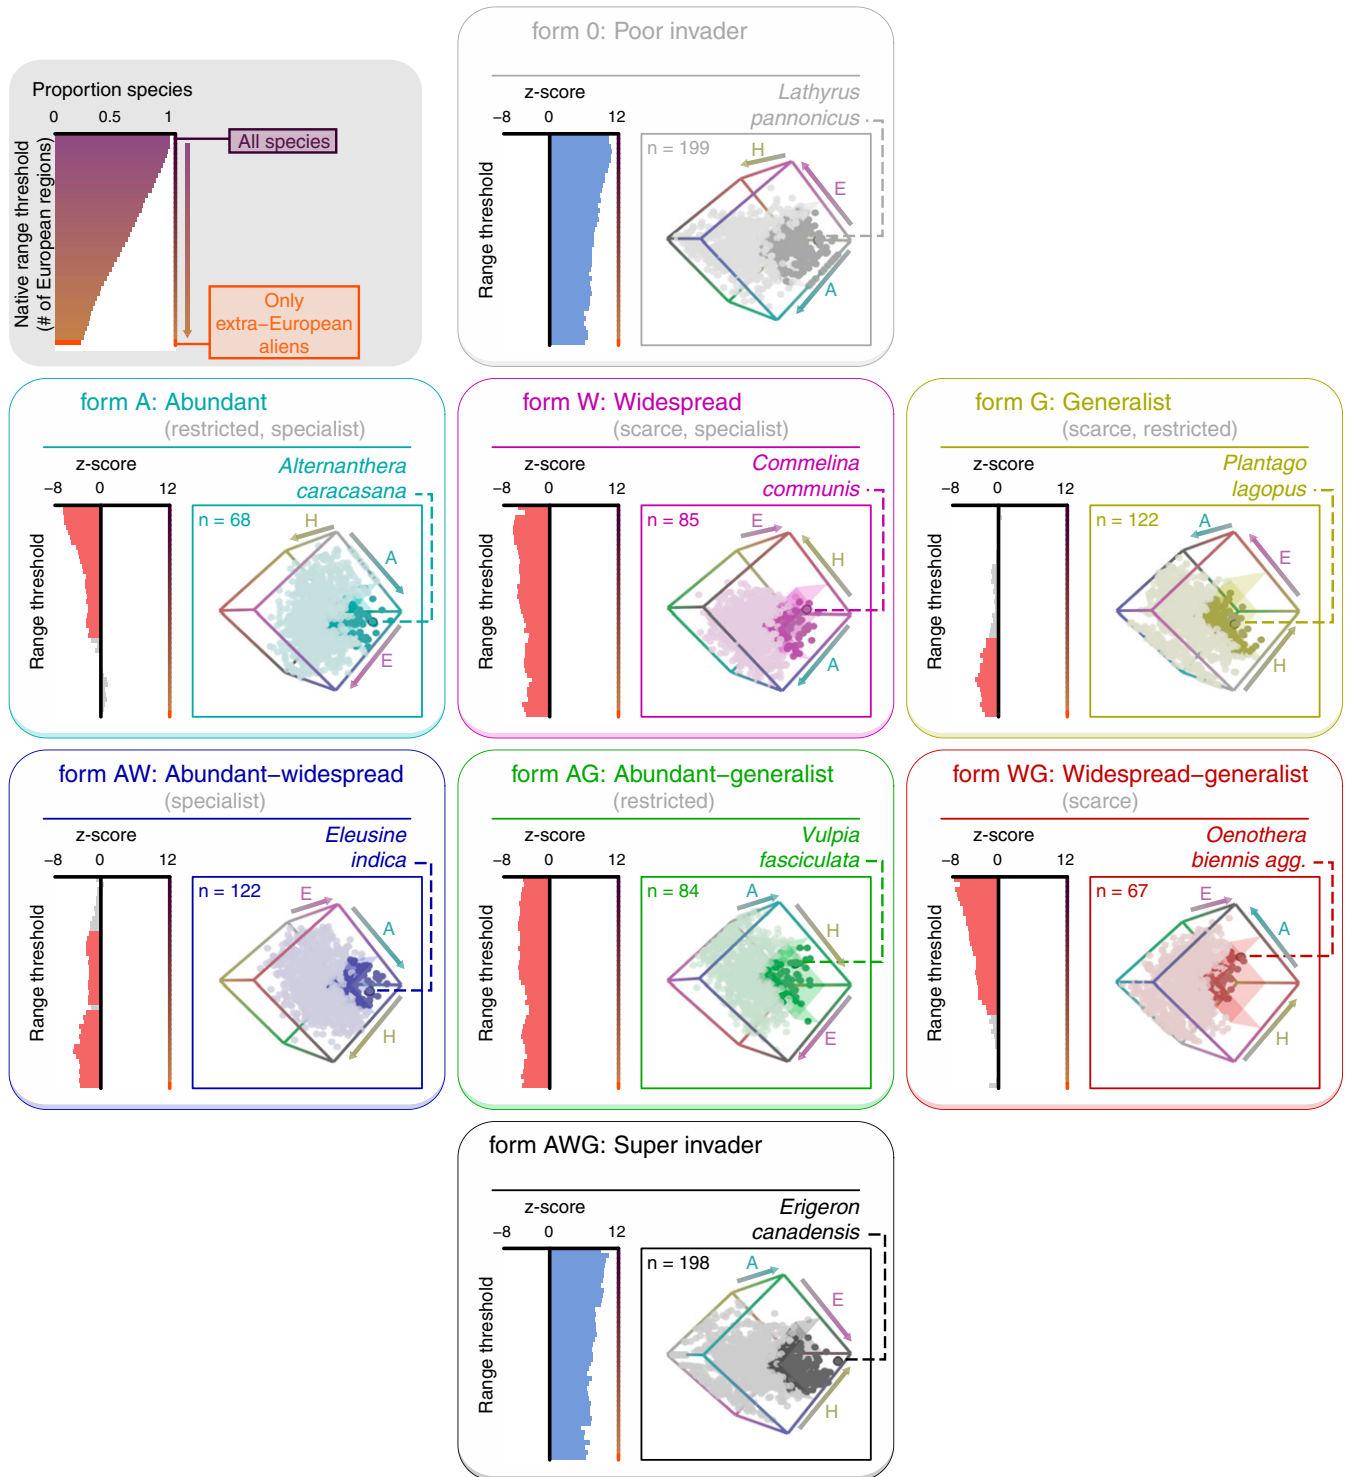 form 0: Poor invader
z-score
-8 0 12
Range threshold
Lathyrus
pannonicus
n = 199
H
E
A
Proportion species
0 0.5 1
Native range threshold
(# of European regions)
All species
Only
extra-European
aliens
form A: Abundant
(restricted, specialist)
z-score
-8 0 12
Range threshold
Alternanthera
caracasana
n = 68
H
A
E
form W: Widespread
(scarce, specialist)
z-score
-8 0 12
Range threshold
Commelina
communis
n = 85
E
H
A
form G: Generalist
(scarce, restricted)
z-score
-8 0 12
Range threshold
Plantago
lagopus
n = 122
A
E
H
form AW: Abundant-widespread
(specialist)
z-score
-8 0 12
Range threshold
Eleusine
indica
n = 122
E
A
H
form AG: Abundant-generalist
(restricted)
z-score
-8 0 12
Range threshold
Vulpia
fasciculata
n = 84
A
H
E
form WG: Widespread-generalist
(scarce)
z-score
-8 0 12
Range threshold
Oenothera
biennis agg.
n = 67
E
A
H
form AWG: Super invader
z-score
-8 0 12
Range threshold
Erigeron
canadensis
n = 198
A
E
H